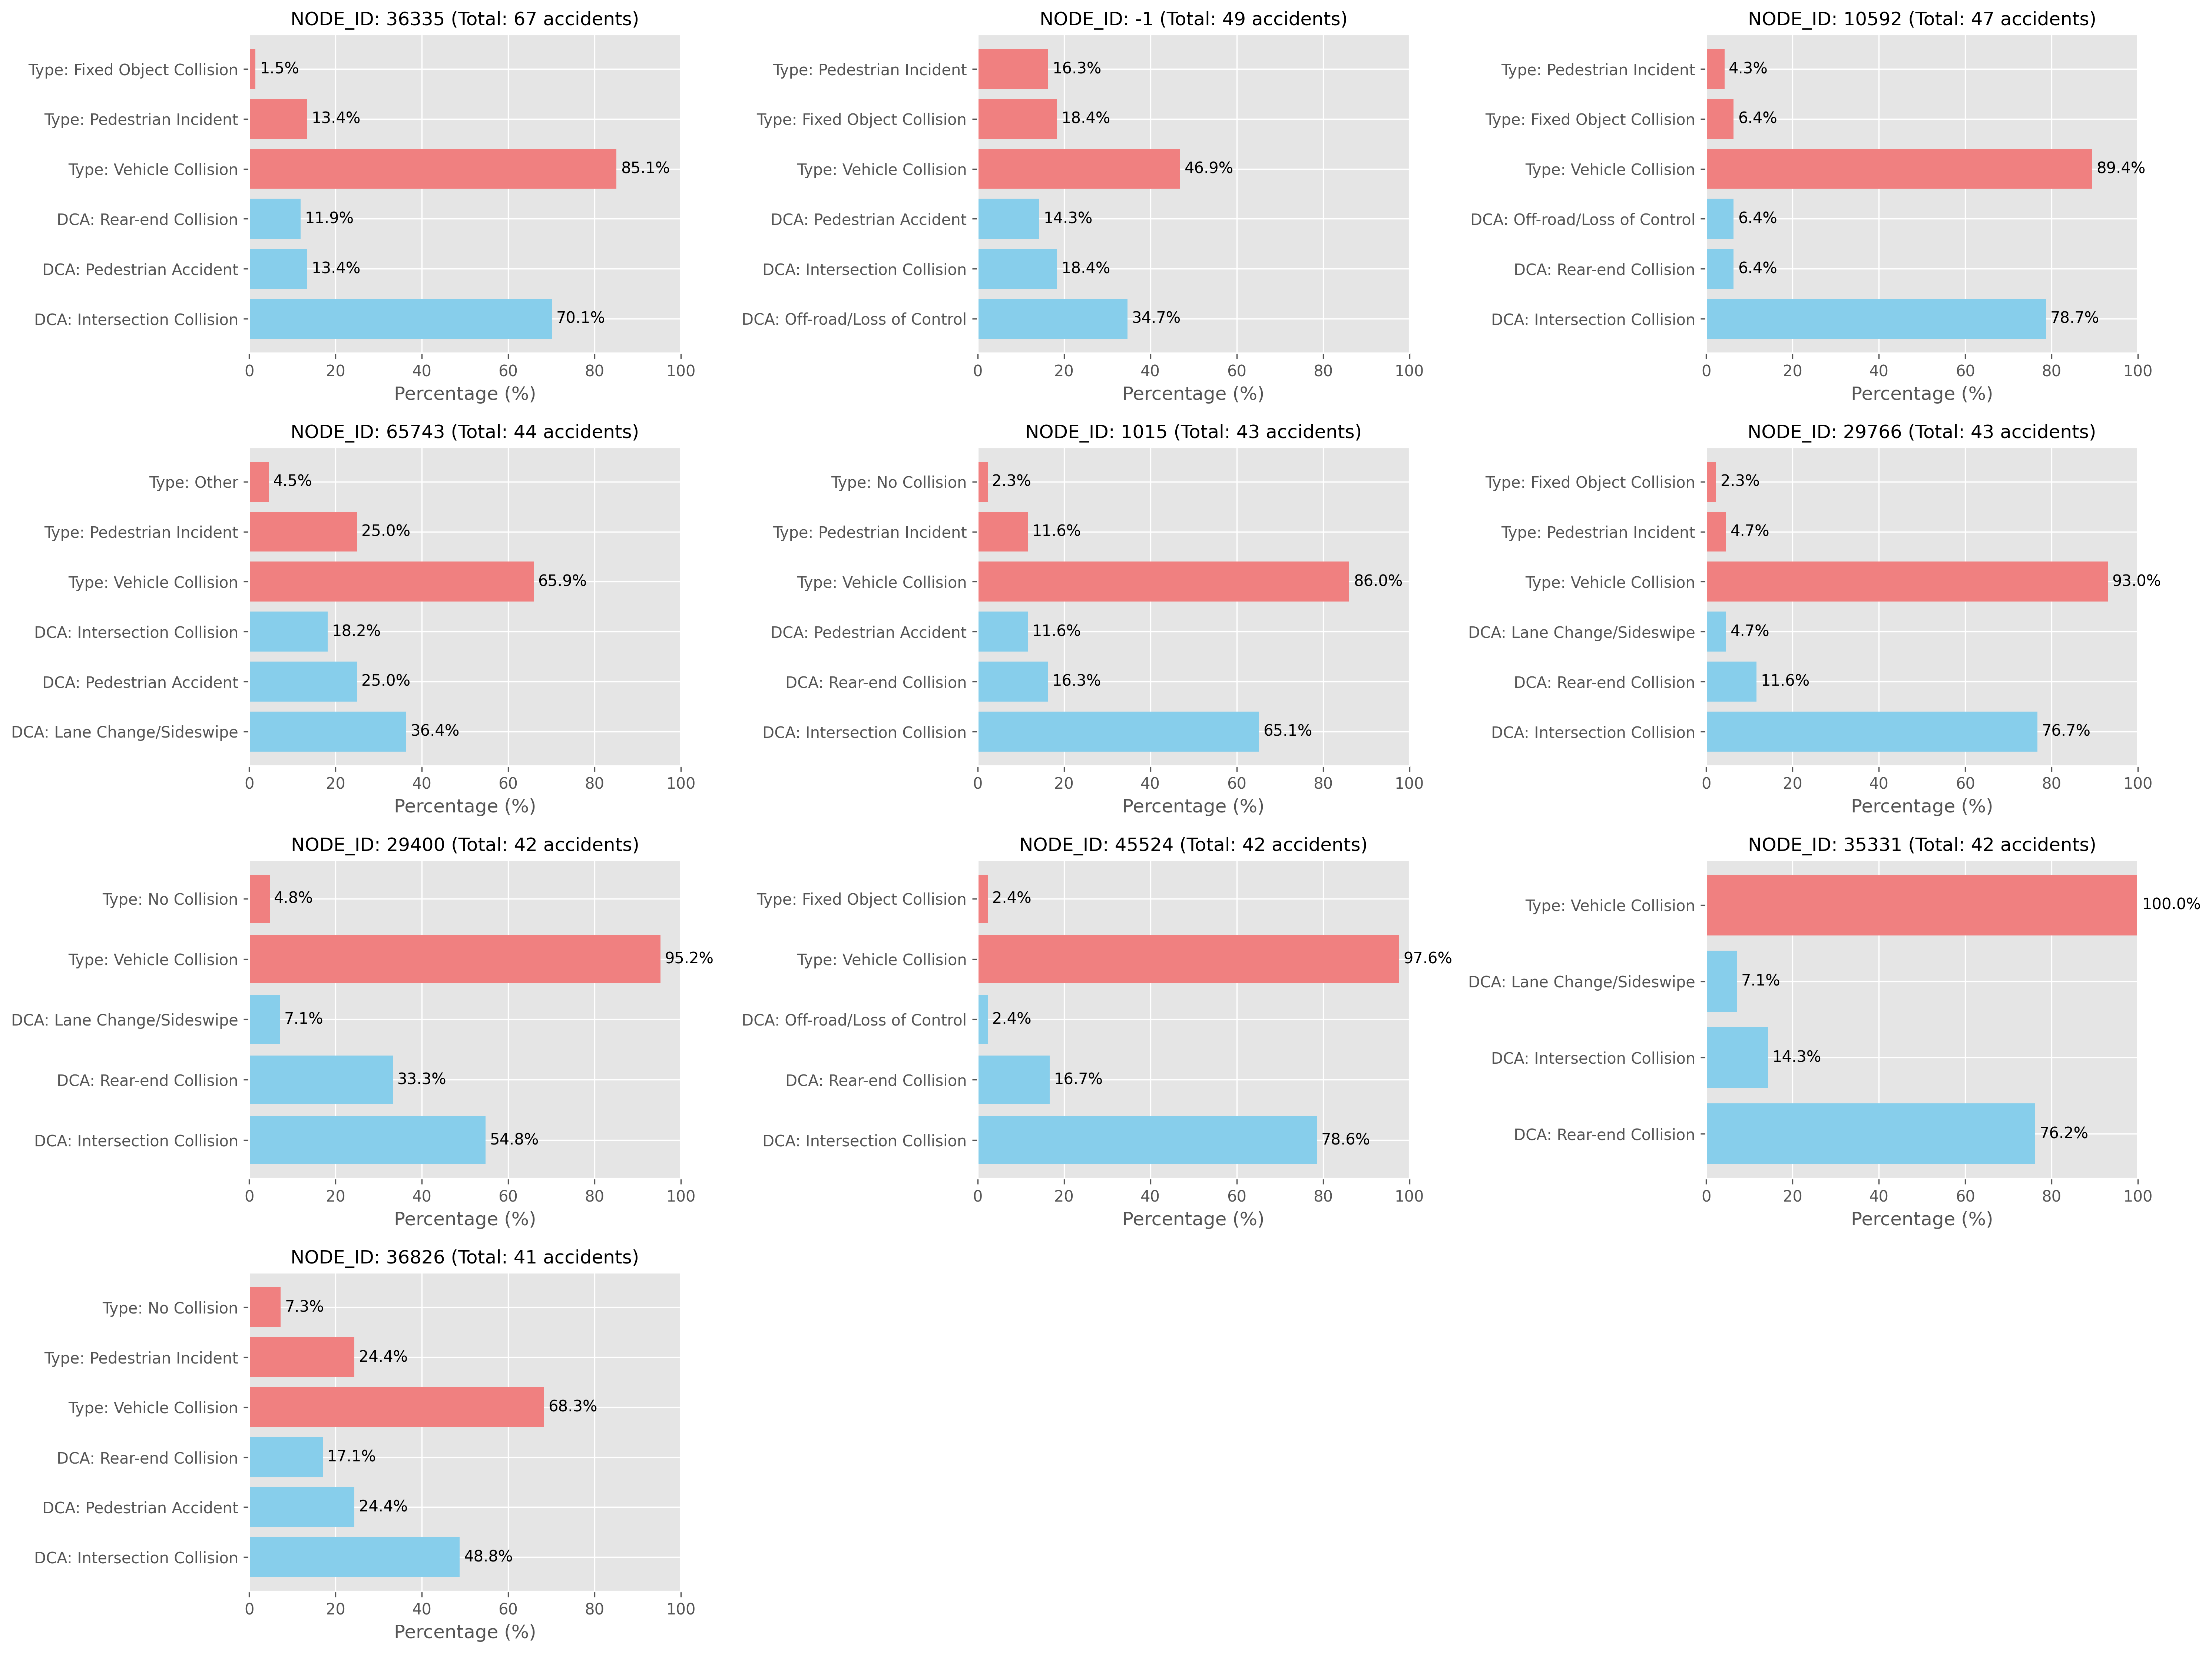 NODE_ID: 36335 (Total: 67 accidents)
Type: Fixed Object Collision 1.5%
Type: Pedestrian Incident 13.4%
Type: Vehicle Collision 85.1%
DCA: Rear-end Collision 11.9%
DCA: Pedestrian Accident 13.4%
DCA: Intersection Collision 70.1%
0 20 40 60 80 100
Percentage (%)
NODE_ID: -1 (Total: 49 accidents)
Type: Pedestrian Incident 16.3%
Type: Fixed Object Collision 18.4%
Type: Vehicle Collision 46.9%
DCA: Pedestrian Accident 14.3%
DCA: Intersection Collision 18.4%
DCA: Off-road/Loss of Control 34.7%
0 20 40 60 80 100
Percentage (%)
NODE_ID: 10592 (Total: 47 accidents)
Type: Pedestrian Incident 4.3%
Type: Fixed Object Collision 6.4%
Type: Vehicle Collision 89.4%
DCA: Off-road/Loss of Control 6.4%
DCA: Rear-end Collision 6.4%
DCA: Intersection Collision 78.7%
0 20 40 60 80 100
Percentage (%)
NODE_ID: 65743 (Total: 44 accidents)
Type: Other 4.5%
Type: Pedestrian Incident 25.0%
Type: Vehicle Collision 65.9%
DCA: Intersection Collision 18.2%
DCA: Pedestrian Accident 25.0%
DCA: Lane Change/Sideswipe 36.4%
0 20 40 60 80 100
Percentage (%)
NODE_ID: 1015 (Total: 43 accidents)
Type: No Collision 2.3%
Type: Pedestrian Incident 11.6%
Type: Vehicle Collision 86.0%
DCA: Pedestrian Accident 11.6%
DCA: Rear-end Collision 16.3%
DCA: Intersection Collision 65.1%
0 20 40 60 80 100
Percentage (%)
NODE_ID: 29766 (Total: 43 accidents)
Type: Fixed Object Collision 2.3%
Type: Pedestrian Incident 4.7%
Type: Vehicle Collision 93.0%
DCA: Lane Change/Sideswipe 4.7%
DCA: Rear-end Collision 11.6%
DCA: Intersection Collision 76.7%
0 20 40 60 80 100
Percentage (%)
NODE_ID: 29400 (Total: 42 accidents)
Type: No Collision 4.8%
Type: Vehicle Collision 95.2%
DCA: Lane Change/Sideswipe 7.1%
DCA: Rear-end Collision 33.3%
DCA: Intersection Collision 54.8%
0 20 40 60 80 100
Percentage (%)
NODE_ID: 45524 (Total: 42 accidents)
Type: Fixed Object Collision 2.4%
Type: Vehicle Collision 97.6%
DCA: Off-road/Loss of Control 2.4%
DCA: Rear-end Collision 16.7%
DCA: Intersection Collision 78.6%
0 20 40 60 80 100
Percentage (%)
NODE_ID: 35331 (Total: 42 accidents)
Type: Vehicle Collision 100.0%
DCA: Lane Change/Sideswipe 7.1%
DCA: Intersection Collision 14.3%
DCA: Rear-end Collision 76.2%
0 20 40 60 80 100
Percentage (%)
NODE_ID: 36826 (Total: 41 accidents)
Type: No Collision 7.3%
Type: Pedestrian Incident 24.4%
Type: Vehicle Collision 68.3%
DCA: Rear-end Collision 17.1%
DCA: Pedestrian Accident 24.4%
DCA: Intersection Collision 48.8%
0 20 40 60 80 100
Percentage (%)